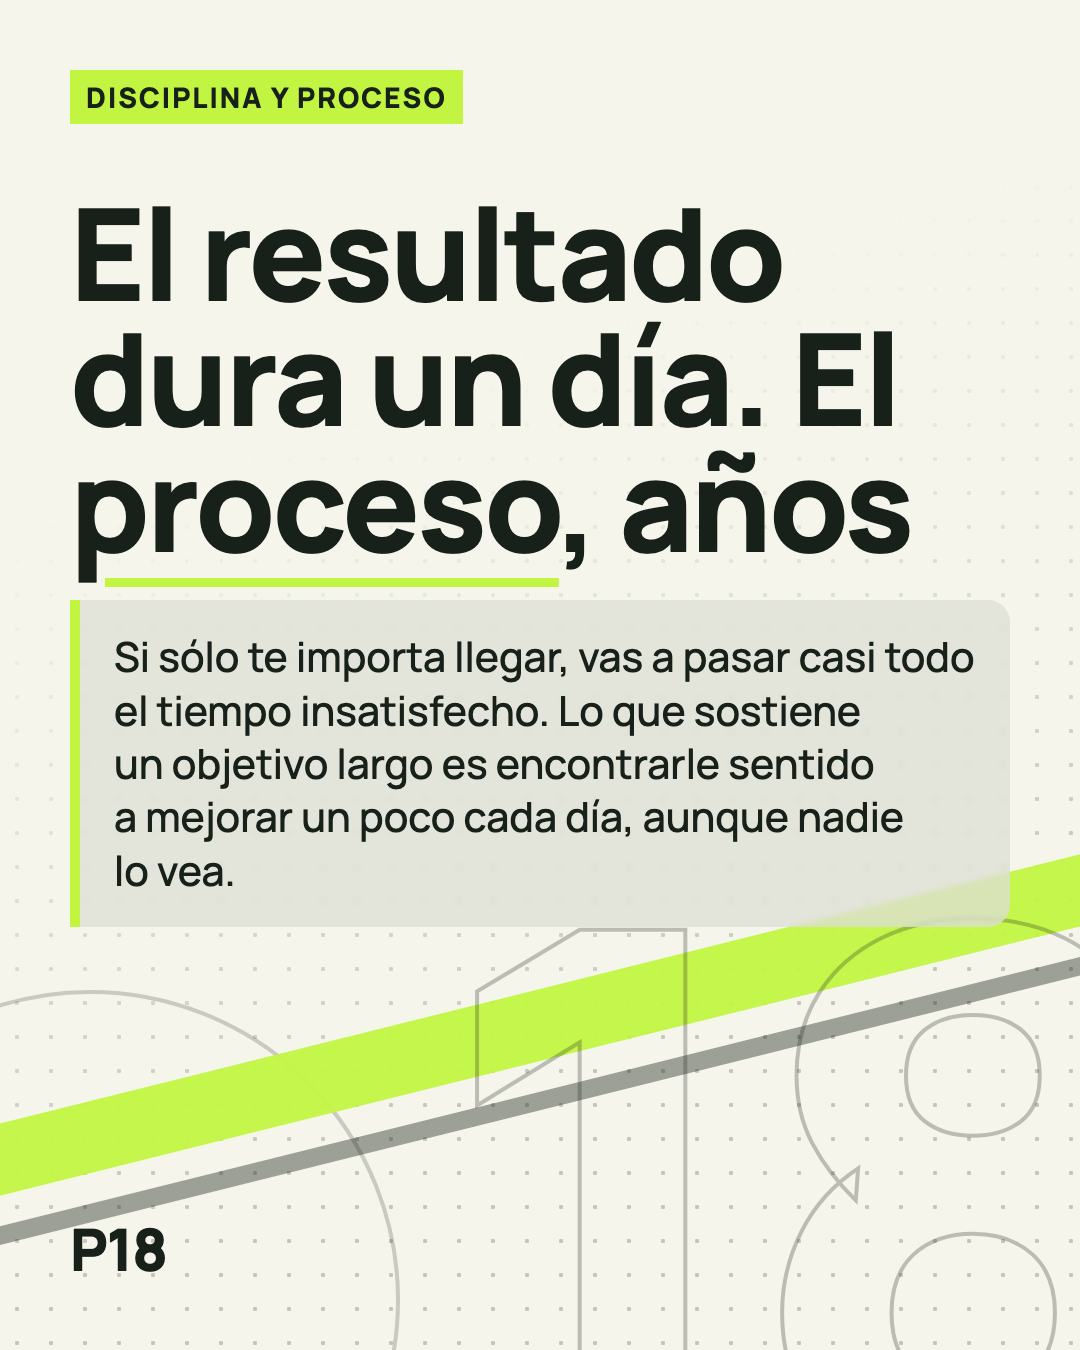 DISCIPLINA Y PROCESO
El resultado
dura un día. El
proceso, años
Si sólo te importa llegar, vas a pasar casi todo
el tiempo insatisfecho. Lo que sostiene
un objetivo largo es encontrarle sentido
a mejorar un poco cada día, aunque nadie
lo vea.
18
P18